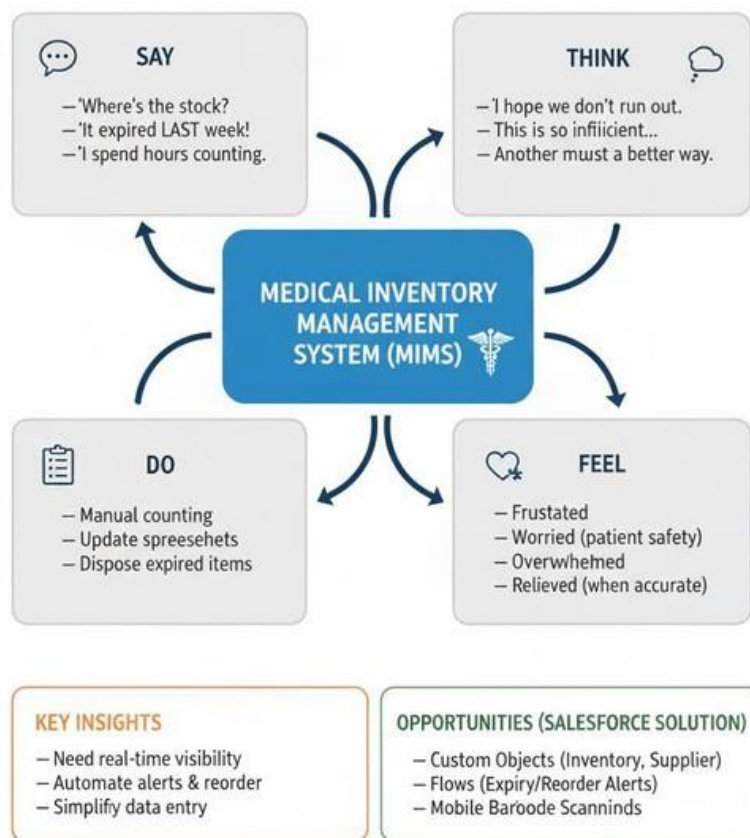 SAY
– 'Where's the stock?
– 'It expired LAST week!
– 'I spend hours counting.
THINK
– 'I hope we don't run out.
– This is so infiiicient...
– Another must a better way.
MEDICAL INVENTORY
MANAGEMENT
SYSTEM (MIMS)
DO
– Manual counting
– Update spreesehets
– Dispose expired items
FEEL
– Frustated
– Worried (patient safety)
– Overwhehmed
– Relieved (when accurate)
KEY INSIGHTS
– Need real-time visibility
– Automate alerts & reorder
– Simplify data entry
OPPORTUNITIES (SALESFORCE SOLUTION)
– Custom Objects (Inventory, Supplier)
– Flows (Expiry/Reorder Alerts)
– Mobile Baroode Scanninds